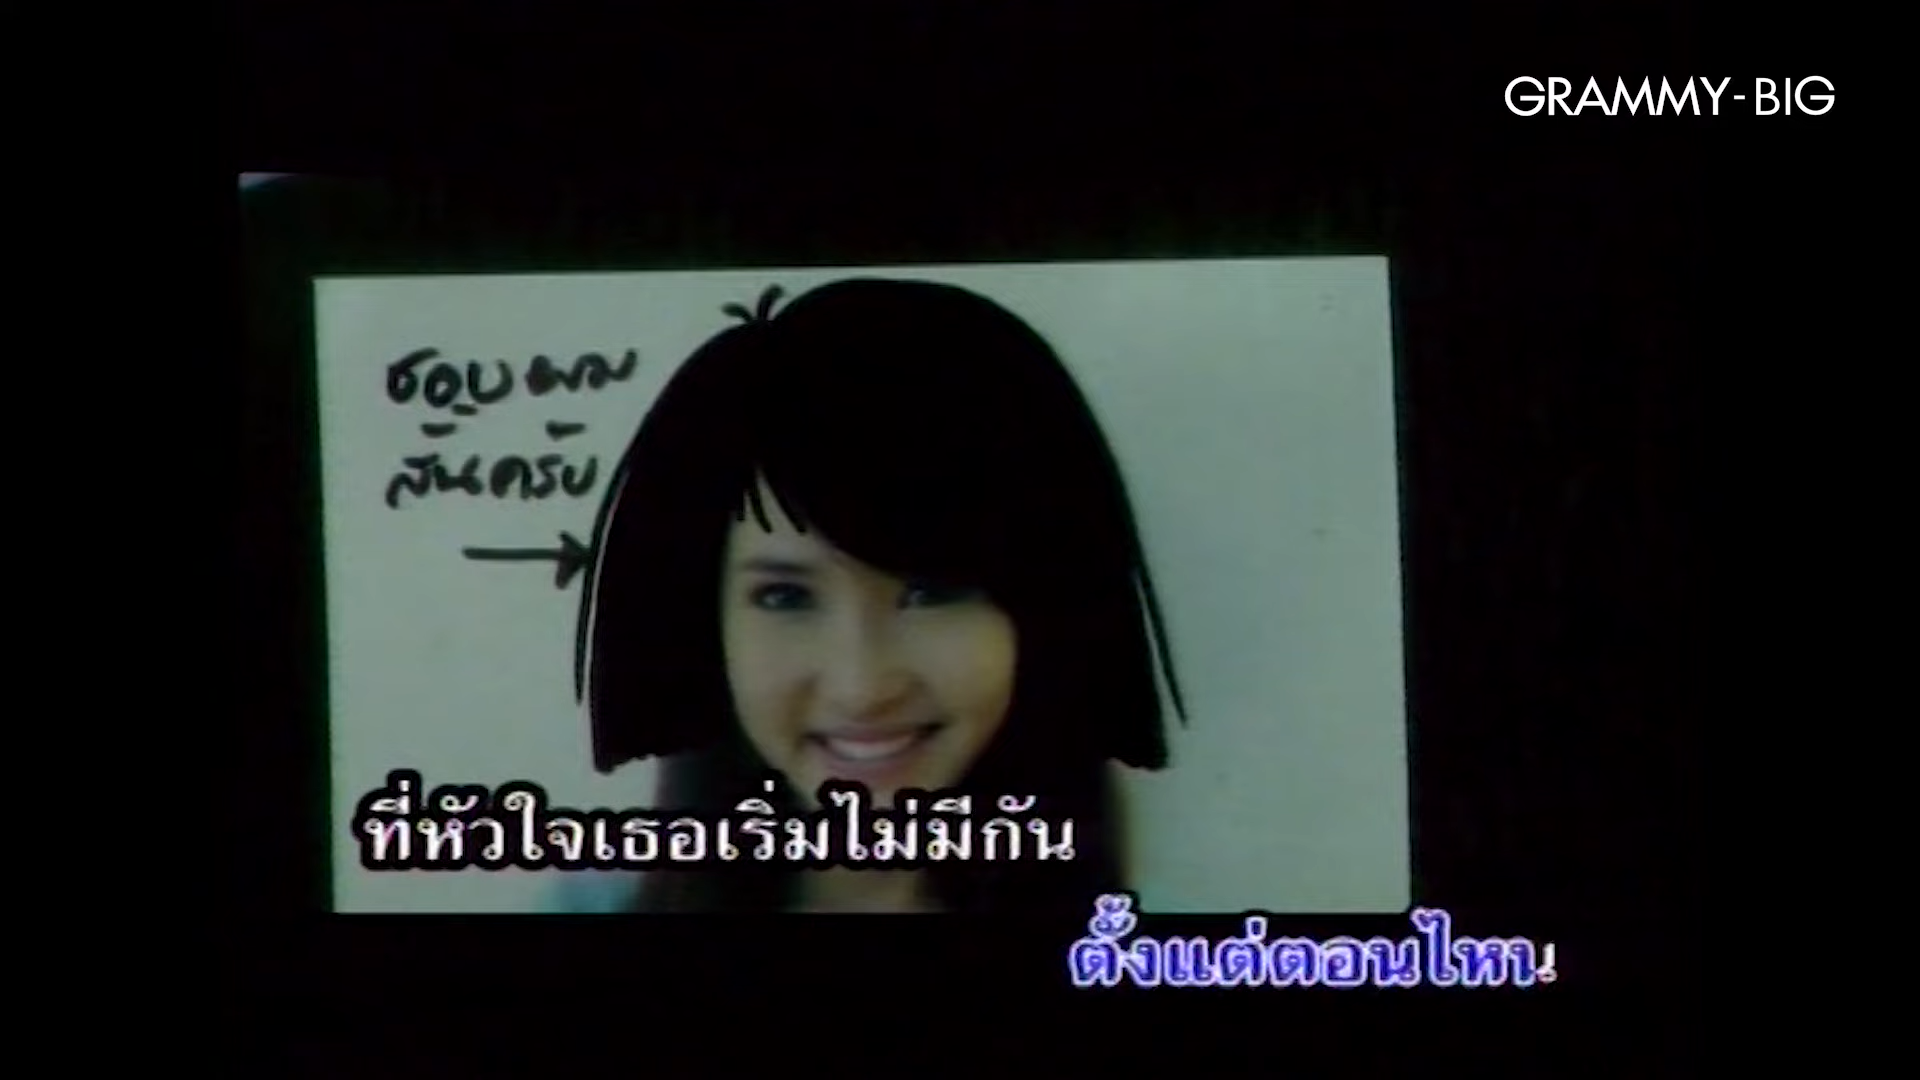 GRAMMY-BIG
ชอบผม
สั้นครับ
ที่หัวใจเธอเริ่มไม่มีกัน
ตั้งแต่ตอนไหน